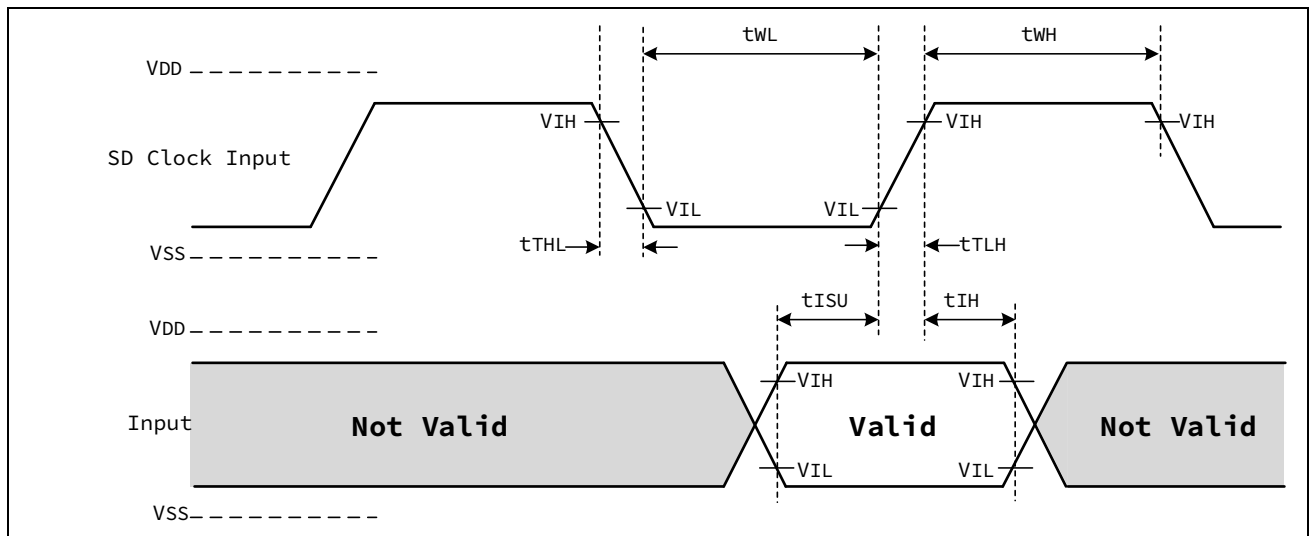 tWL
tWH
VDD
VIH
VIH
VIH
SD Clock Input
VIL
VIL
tTHL
tTLH
VSS
tISU
tIH
VDD
VIH
VIH
Input
Not Valid
Valid
Not Valid
VIL
VIL
VSS